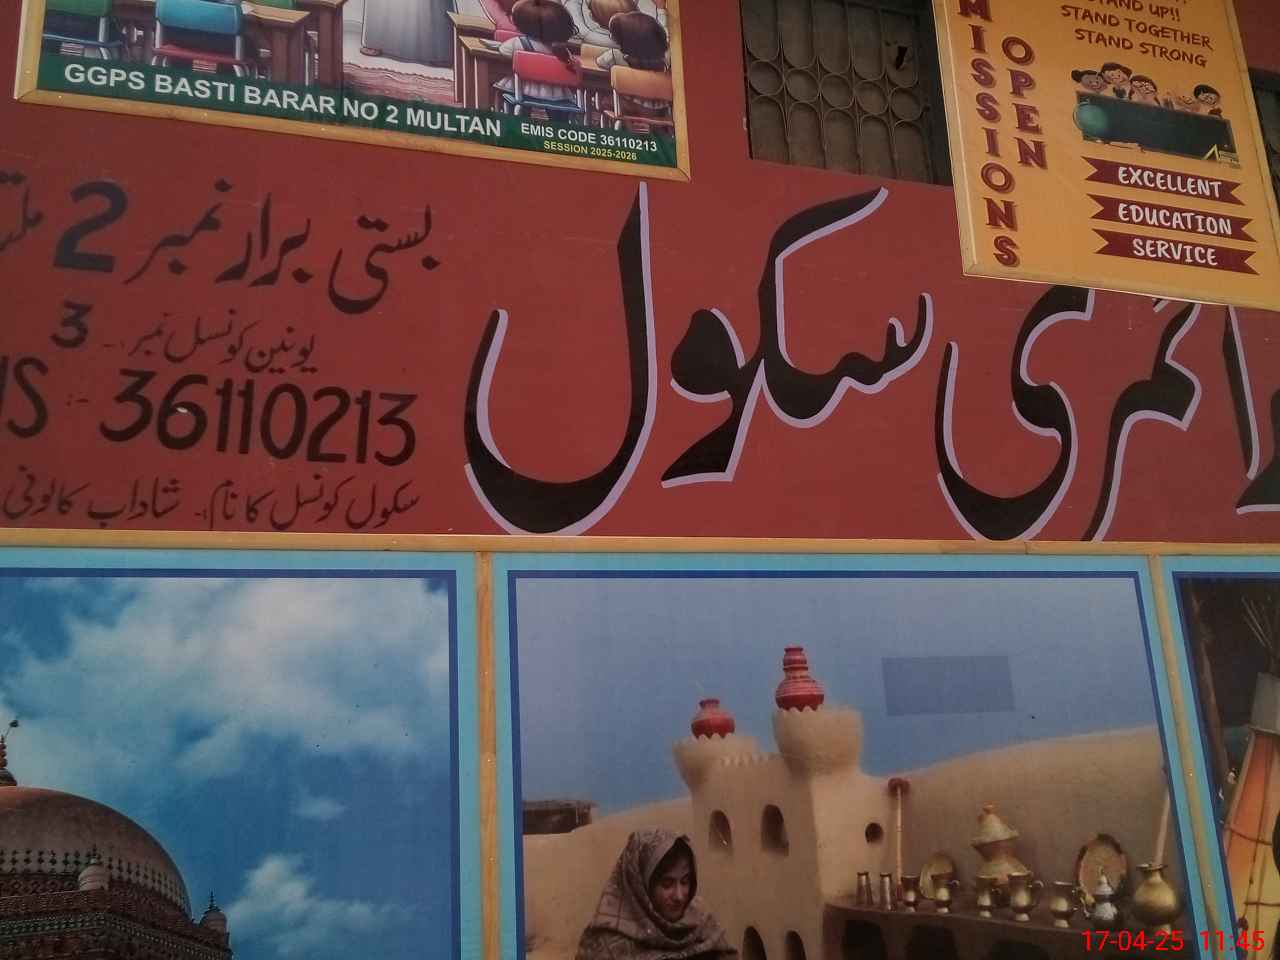 GGPS BASTI BARAR NO 2 MULTAN
EMIS CODE 36110213
SESSION 2025-2026
STAND UP!!
STAND TOGETHER
STAND STRONG
ADMISSIONS
OPEN
EXCELLENT
EDUCATION
SERVICE
سکول
بستی برار نمبر 2
یونین کونسل نمبر :- 3
36110213
سکول کونسل کا نام :- شاداب کالونی
17-04-25 11:45